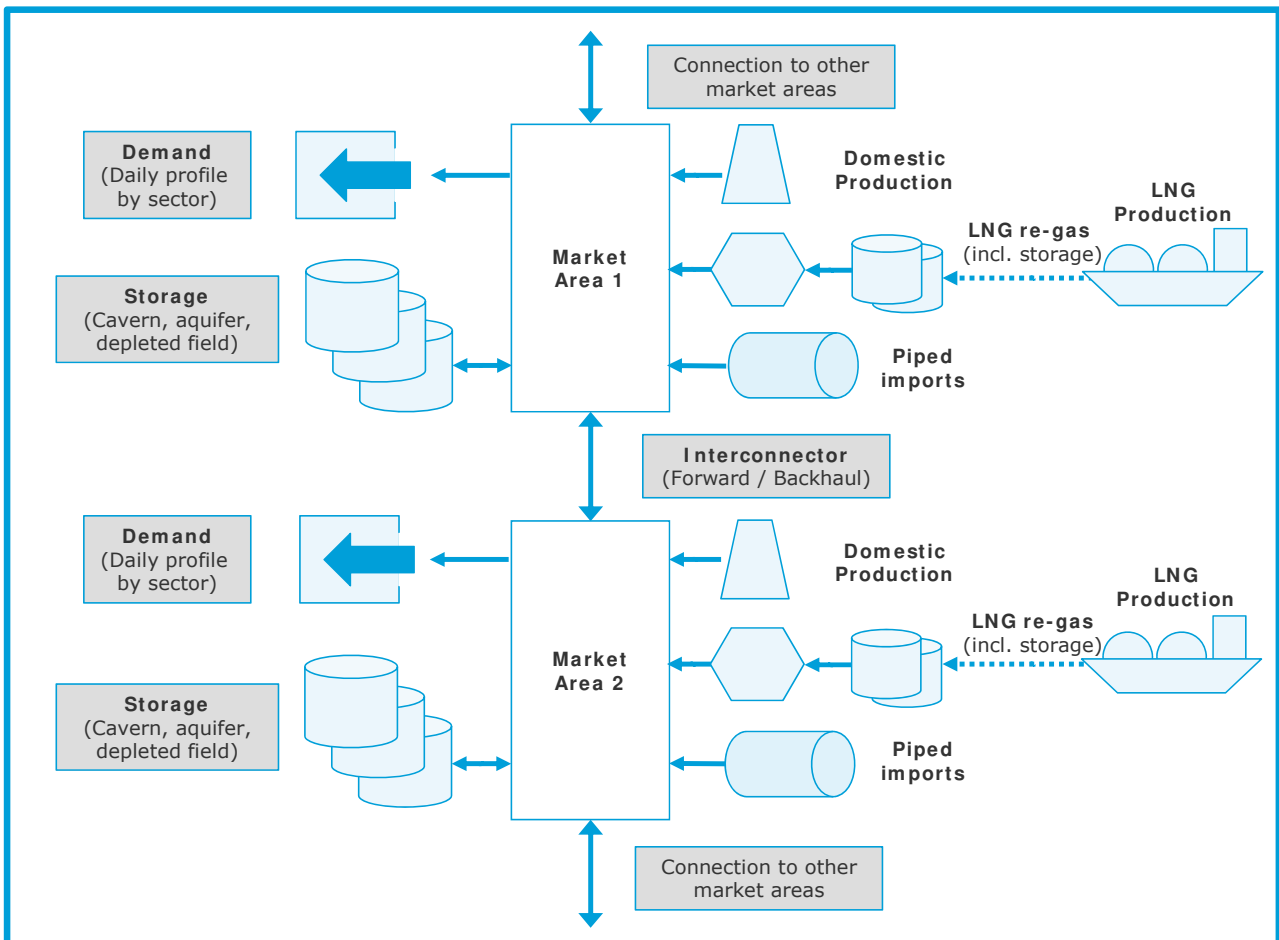 Connection to other
market areas
Demand
(Daily profile
by sector)
Domestic
Production
LNG
Production
LNG re-gas
(incl. storage)
Market
Area 1
Storage
(Cavern, aquifer,
depleted field)
Piped
imports
Interconnector
(Forward / Backhaul)
Demand
(Daily profile
by sector)
Domestic
Production
LNG
Production
LNG re-gas
(incl. storage)
Market
Area 2
Storage
(Cavern, aquifer,
depleted field)
Piped
imports
Connection to other
market areas